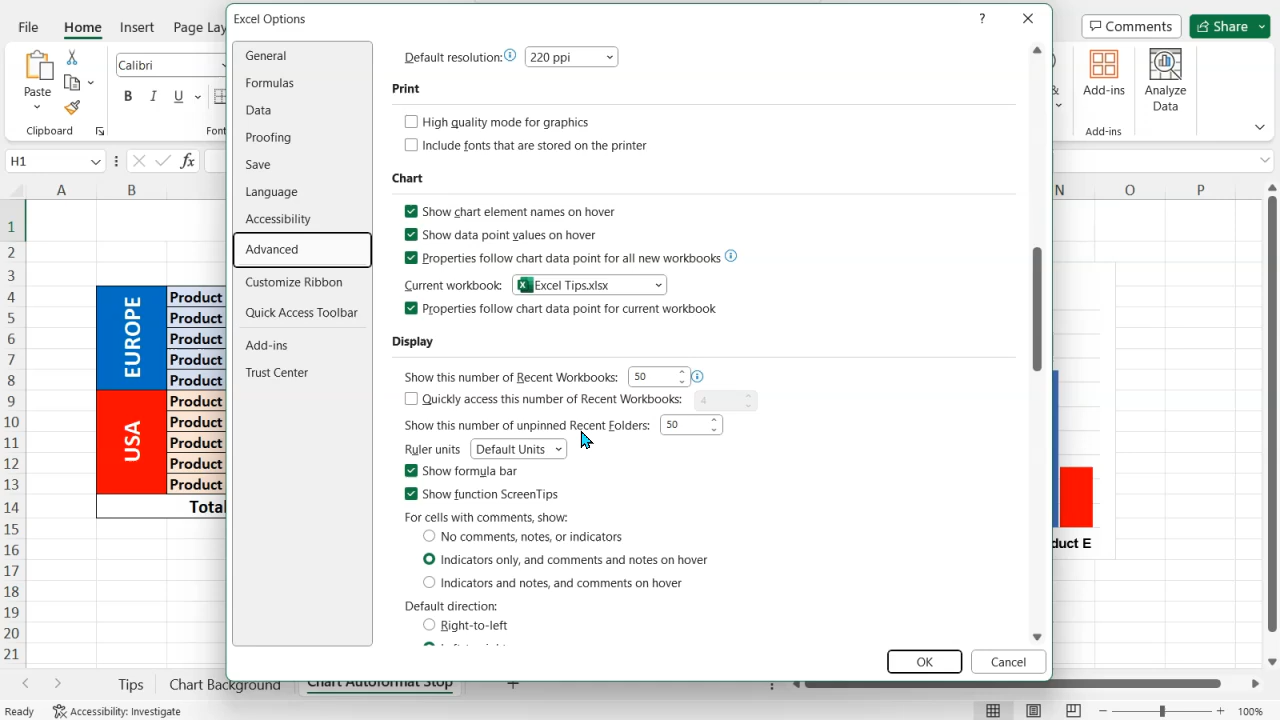 Excel Options
?
File
Home
Insert
Page Lay
Comments
Share
Paste
Clipboard
Calibri
B
I
U
Font
Add-ins
Analyze
Data
Add-ins
H1
fx
A
B
N
O
P
1
2
3
4
5
6
7
8
9
10
11
12
13
14
15
16
17
18
19
20
21
EUROPE
Product
Product
Product
Product
Product
USA
Product
Product
Product
Product
Product
Total
duct E
General
Formulas
Data
Proofing
Save
Language
Accessibility
Advanced
Customize Ribbon
Quick Access Toolbar
Add-ins
Trust Center
Default resolution: 220 ppi
Print
High quality mode for graphics
Include fonts that are stored on the printer
Chart
Show chart element names on hover
Show data point values on hover
Properties follow chart data point for all new workbooks
Current workbook: Excel Tips.xlsx
Properties follow chart data point for current workbook
Display
Show this number of Recent Workbooks: 50
Quickly access this number of Recent Workbooks: 4
Show this number of unpinned Recent Folders: 50
Ruler units Default Units
Show formula bar
Show function ScreenTips
For cells with comments, show:
No comments, notes, or indicators
Indicators only, and comments and notes on hover
Indicators and notes, and comments on hover
Default direction:
Right-to-left
OK
Cancel
Tips
Chart Background
Chart Autoformat Stop
Ready
Accessibility: Investigate
100%